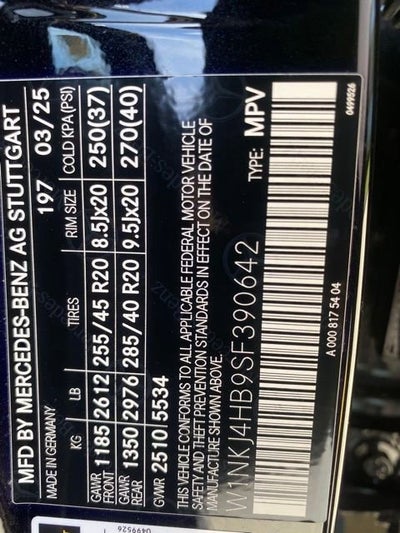 MFD BY MERCEDES-BENZ AG STUTTGART
MADE IN GERMANY 197 03/25
KG LB TIRES RIM SIZE COLD KPA(PSI)
GAWR FRONT 1185 2612 255/45 R20 8.5Jx20 250(37)
GAWR REAR 1350 2976 285/40 R20 9.5Jx20 270(40)
GVWR 2510 5534
THIS VEHICLE CONFORMS TO ALL APPLICABLE FEDERAL MOTOR VEHICLE
SAFETY AND THEFT PREVENTION STANDARDS IN EFFECT ON THE DATE OF
MANUFACTURE SHOWN ABOVE.
W1NKJ4HB9SF390642 TYPE: MPV
A 000 817 54 04 0499526
0499526